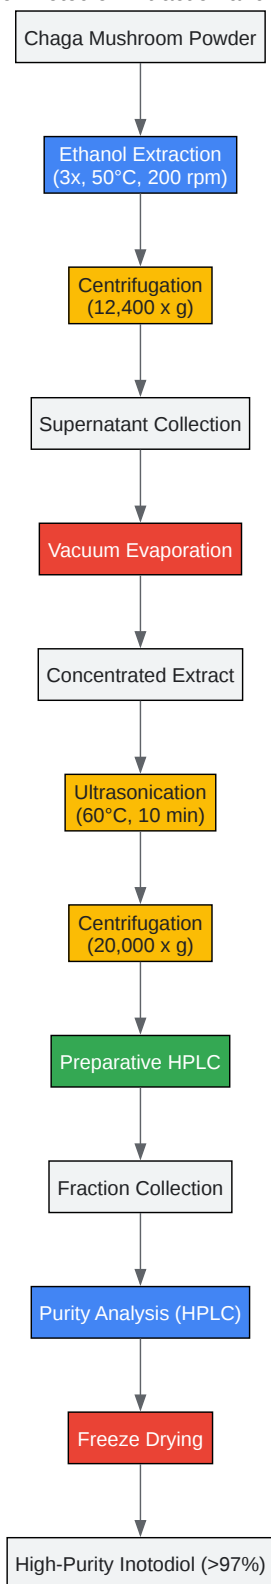 Chaga Mushroom Powder
Ethanol Extraction
(3x, 50°C, 200 rpm)
Centrifugation
(12,400 x g)
Supernatant Collection
Vacuum Evaporation
Concentrated Extract
Ultrasonication
(60°C, 10 min)
Centrifugation
(20,000 x g)
Preparative HPLC
Fraction Collection
Purity Analysis (HPLC)
Freeze Drying
High-Purity Inotodiol (>97%)